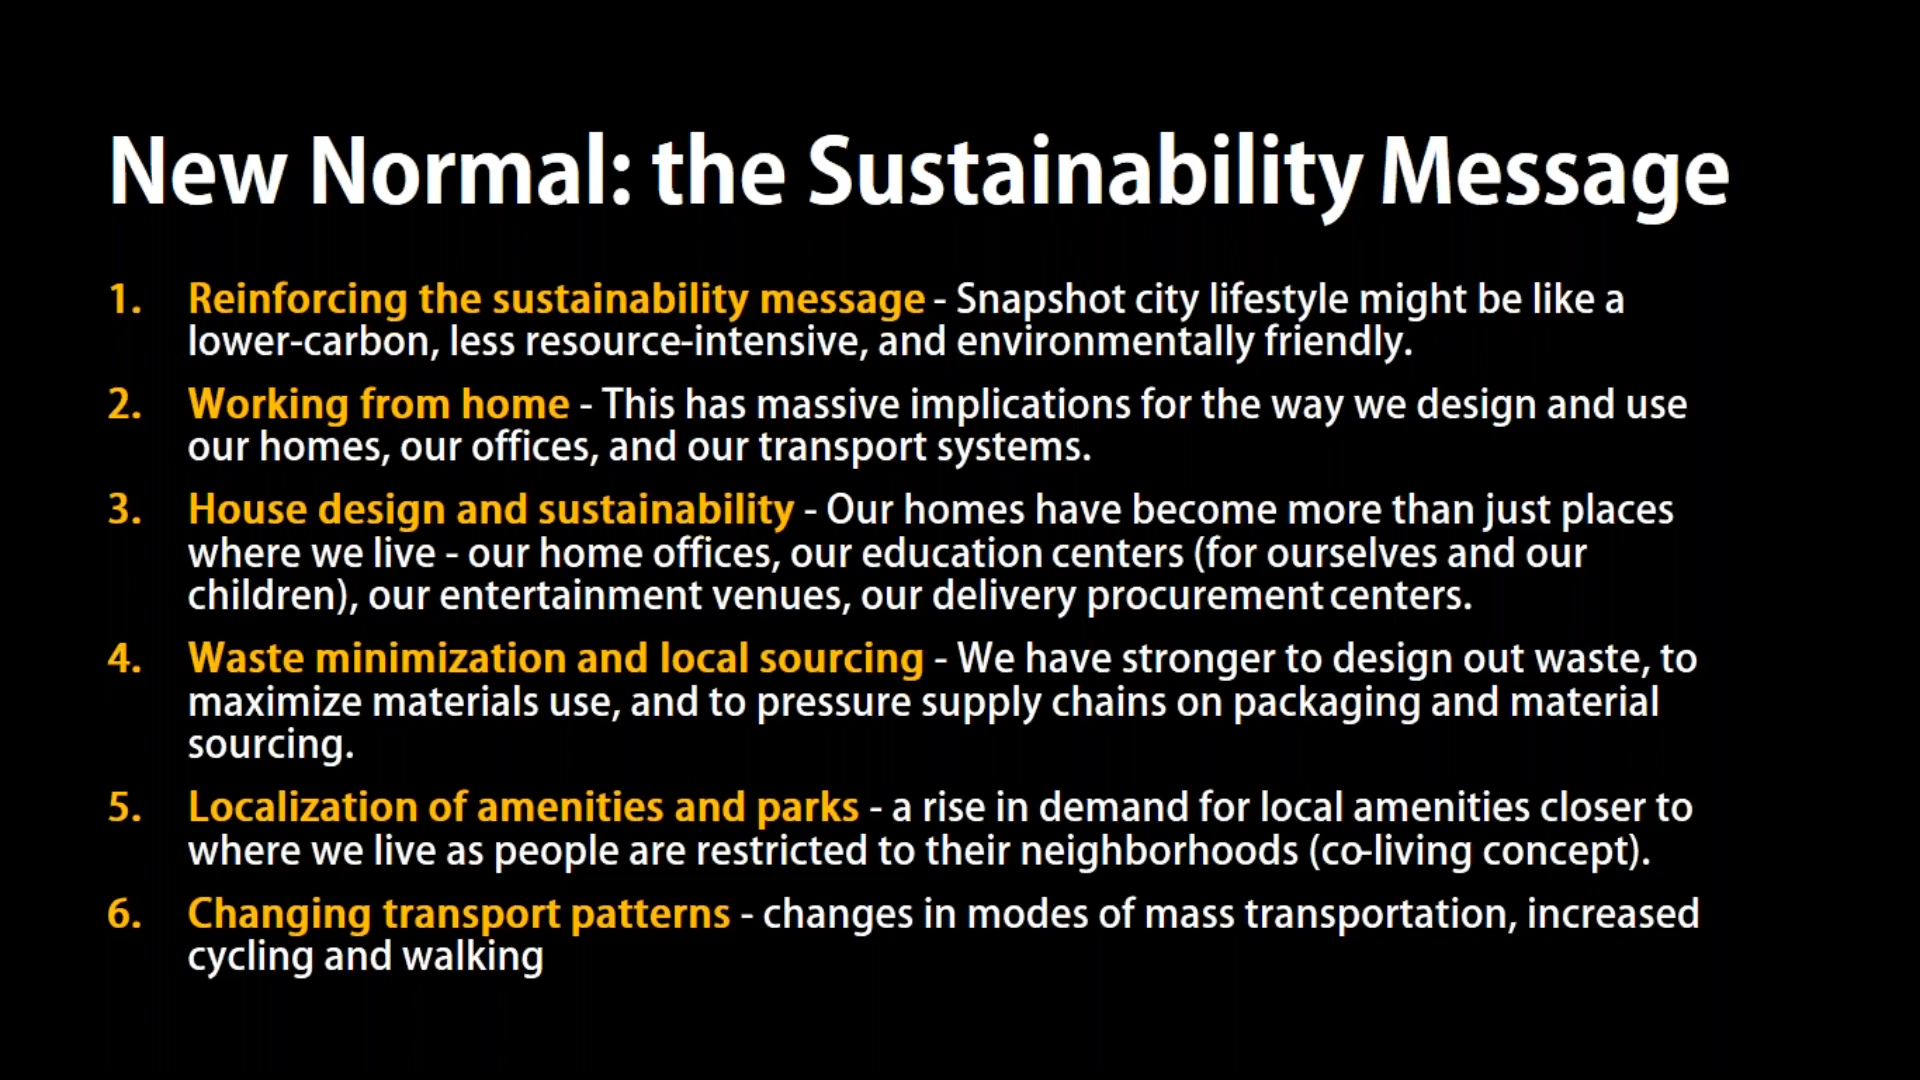 New Normal: the Sustainability Message
1. Reinforcing the sustainability message - Snapshot city lifestyle might be like a
lower-carbon, less resource-intensive, and environmentally friendly.
2. Working from home - This has massive implications for the way we design and use
our homes, our offices, and our transport systems.
3. House design and sustainability - Our homes have become more than just places
where we live - our home offices, our education centers (for ourselves and our
children), our entertainment venues, our delivery procurement centers.
4. Waste minimization and local sourcing - We have stronger to design out waste, to
maximize materials use, and to pressure supply chains on packaging and material
sourcing.
5. Localization of amenities and parks - a rise in demand for local amenities closer to
where we live as people are restricted to their neighborhoods (co-living concept).
6. Changing transport patterns - changes in modes of mass transportation, increased
cycling and walking